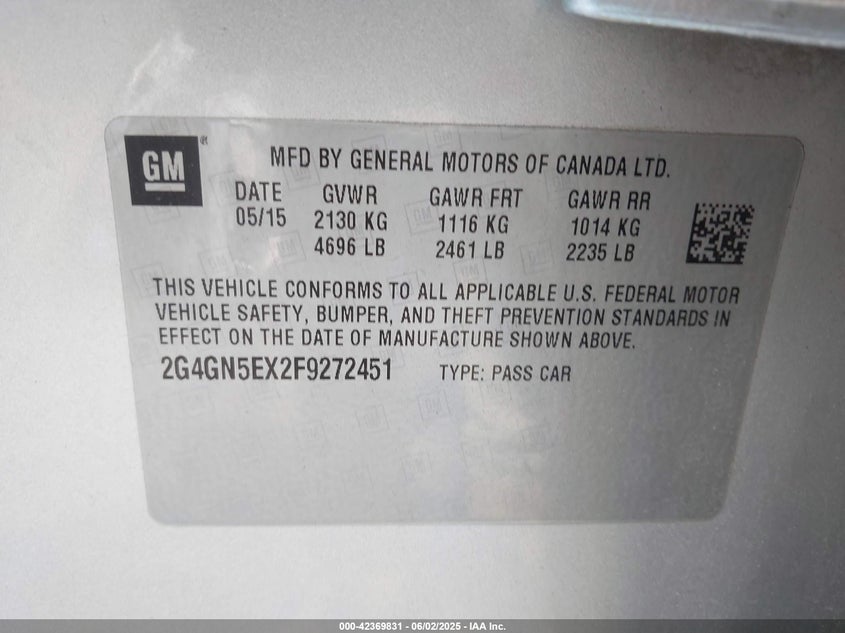 GM®
MFD BY GENERAL MOTORS OF CANADA LTD.
DATE GVWR GAWR FRT GAWR RR
05/15 2130 KG 1116 KG 1014 KG
4696 LB 2461 LB 2235 LB
THIS VEHICLE CONFORMS TO ALL APPLICABLE U.S. FEDERAL MOTOR
VEHICLE SAFETY, BUMPER, AND THEFT PREVENTION STANDARDS IN
EFFECT ON THE DATE OF MANUFACTURE SHOWN ABOVE.
2G4GN5EX2F9272451 TYPE: PASS CAR
000-42369831 - 06/02/2025 - IAA Inc.